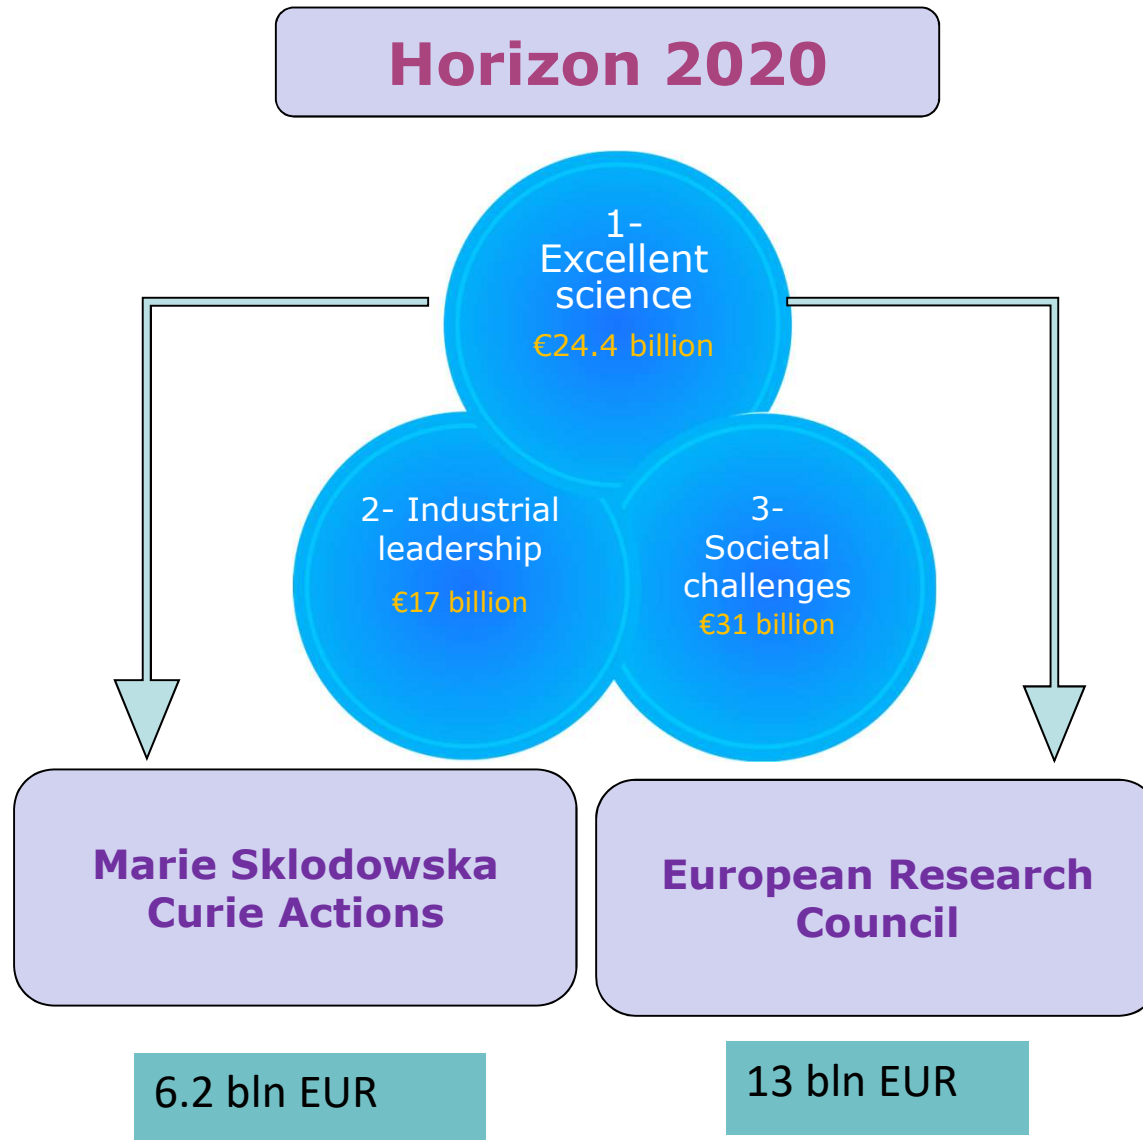 Horizon 2020
1-
Excellent
science
€24.4 billion
2- Industrial
leadership
€17 billion
3-
Societal
challenges
€31 billion
Marie Sklodowska
Curie Actions
European Research
Council
6.2 bln EUR
13 bln EUR